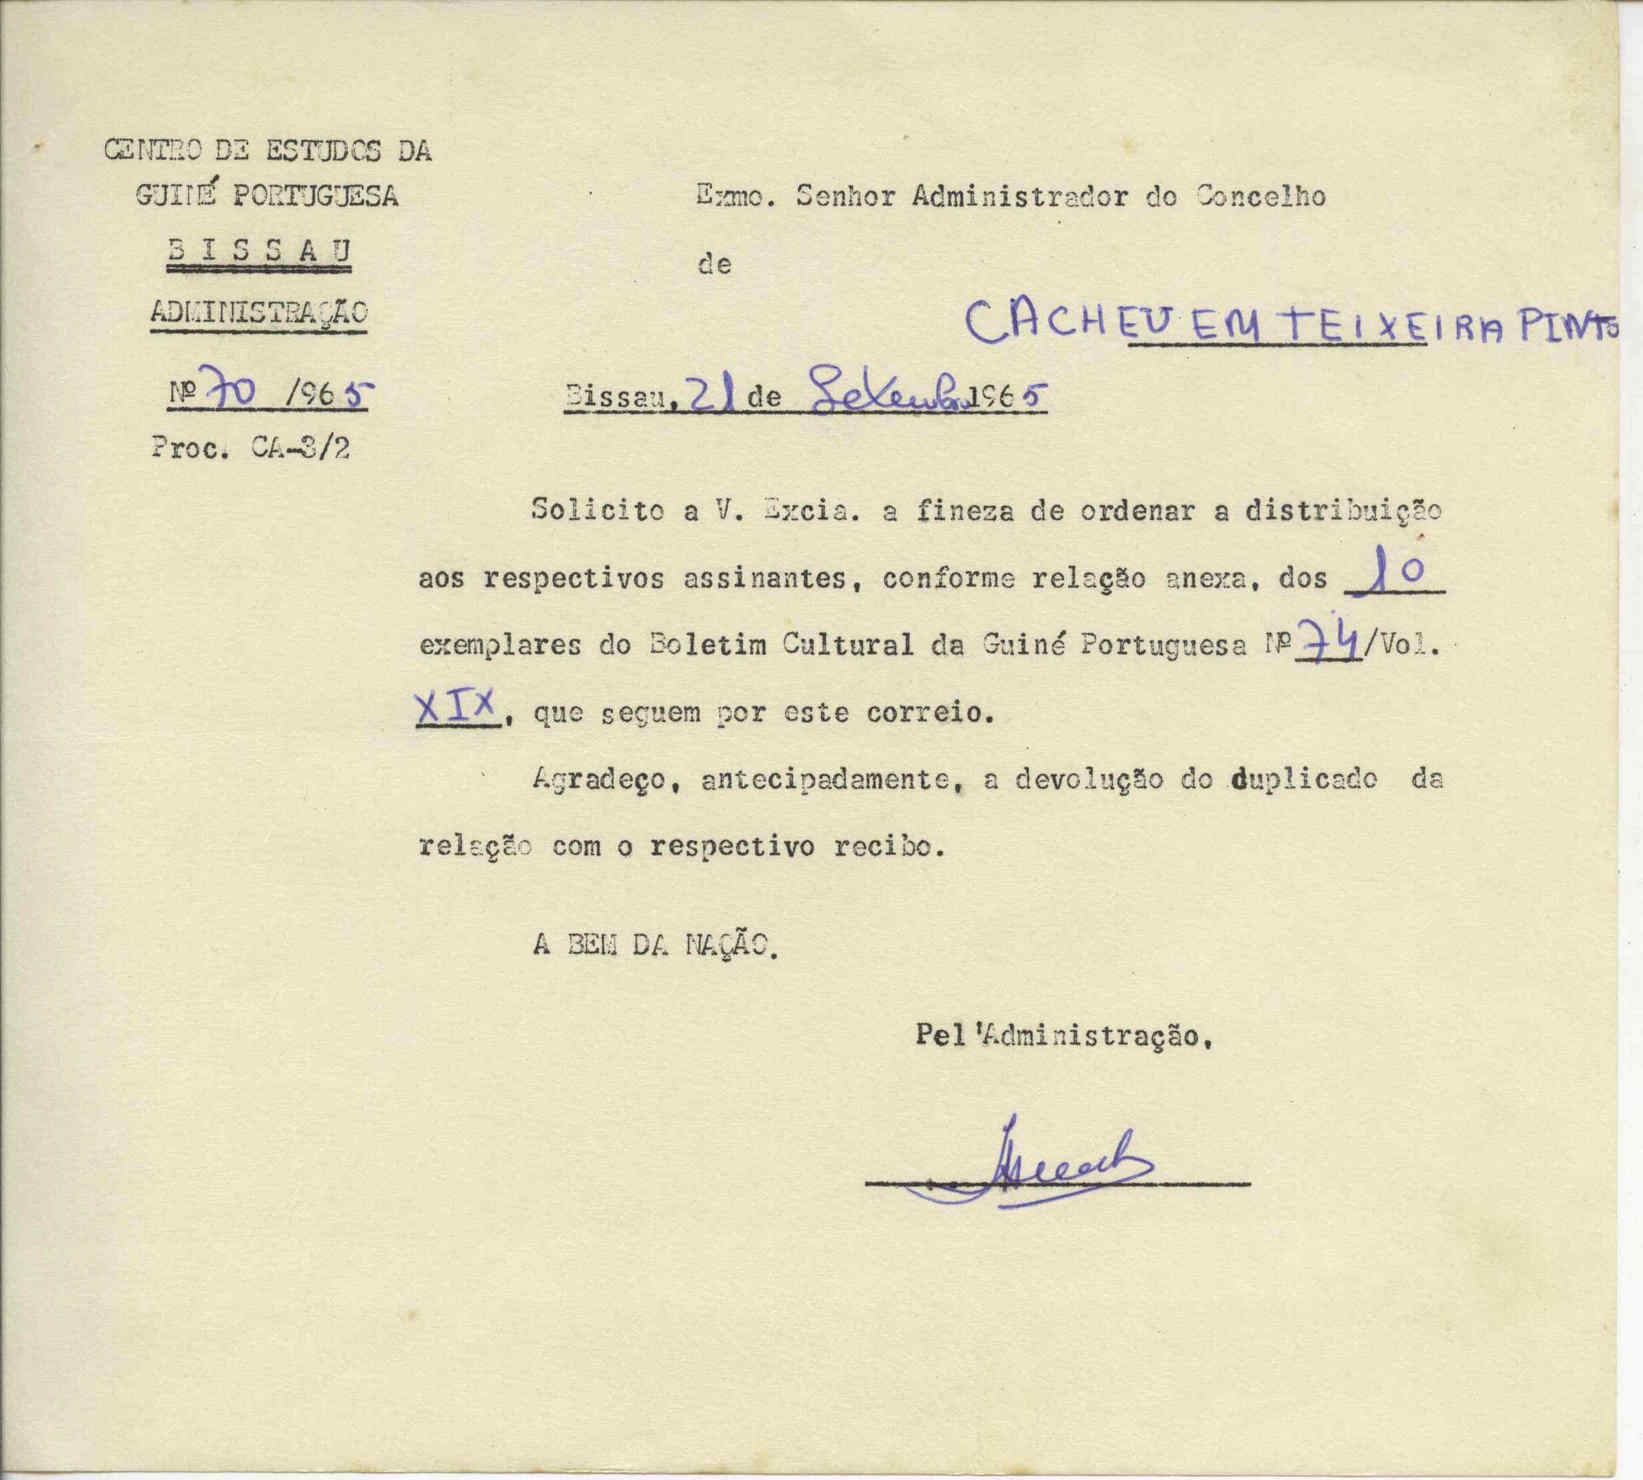 CENTRO DE ESTUDOS DA
GUINÉ PORTUGUESA
B I S S A U
ADMINISTRAÇÃO
Nº 70 /965
Proc. CA-3/2
Exmo. Senhor Administrador do Concelho
de
CACHEU EM TEIXEIRA PINTO
Bissau, 21 de Setembro 1965
Solicito a V. Excia. a fineza de ordenar a distribuição
aos respectivos assinantes, conforme relação anexa, dos 10
exemplares do Boletim Cultural da Guiné Portuguesa Nº 74/Vol.
XIX, que seguem por este correio.
Agradeço, antecipadamente, a devolução do duplicado da
relação com o respectivo recibo.
A BEM DA NAÇÃO.
Pel'Administração,